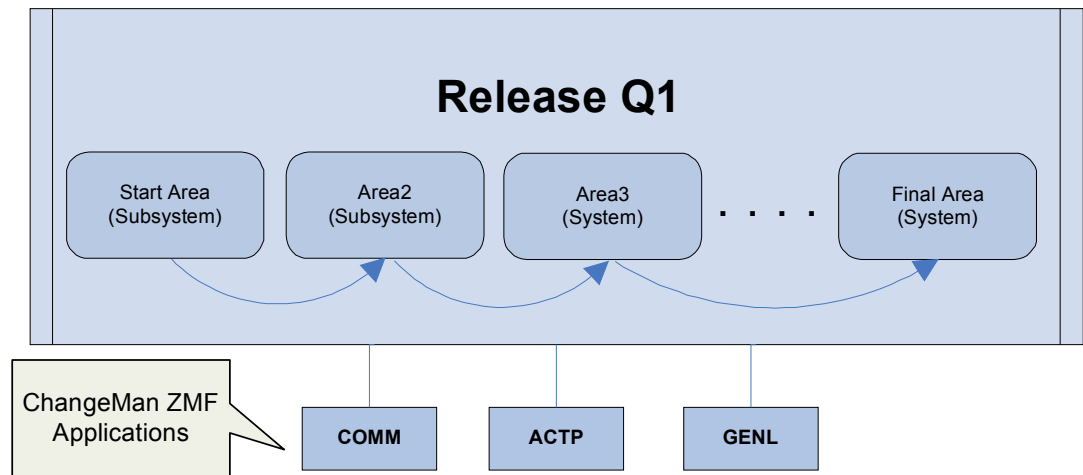 Release Q1
Start Area
(Subsystem)
Area2
(Subsystem)
Area3
(System)
. . . .
Final Area
(System)
ChangeMan ZMF
Applications
COMM
ACTP
GENL